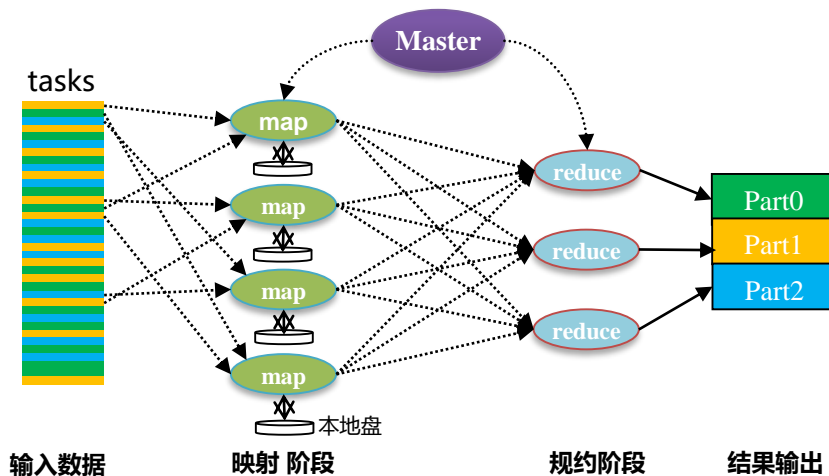 Master
tasks
map
map
map
map
本地盘
reduce
reduce
reduce
Part0
Part1
Part2
输入数据
映射 阶段
规约阶段
结果输出